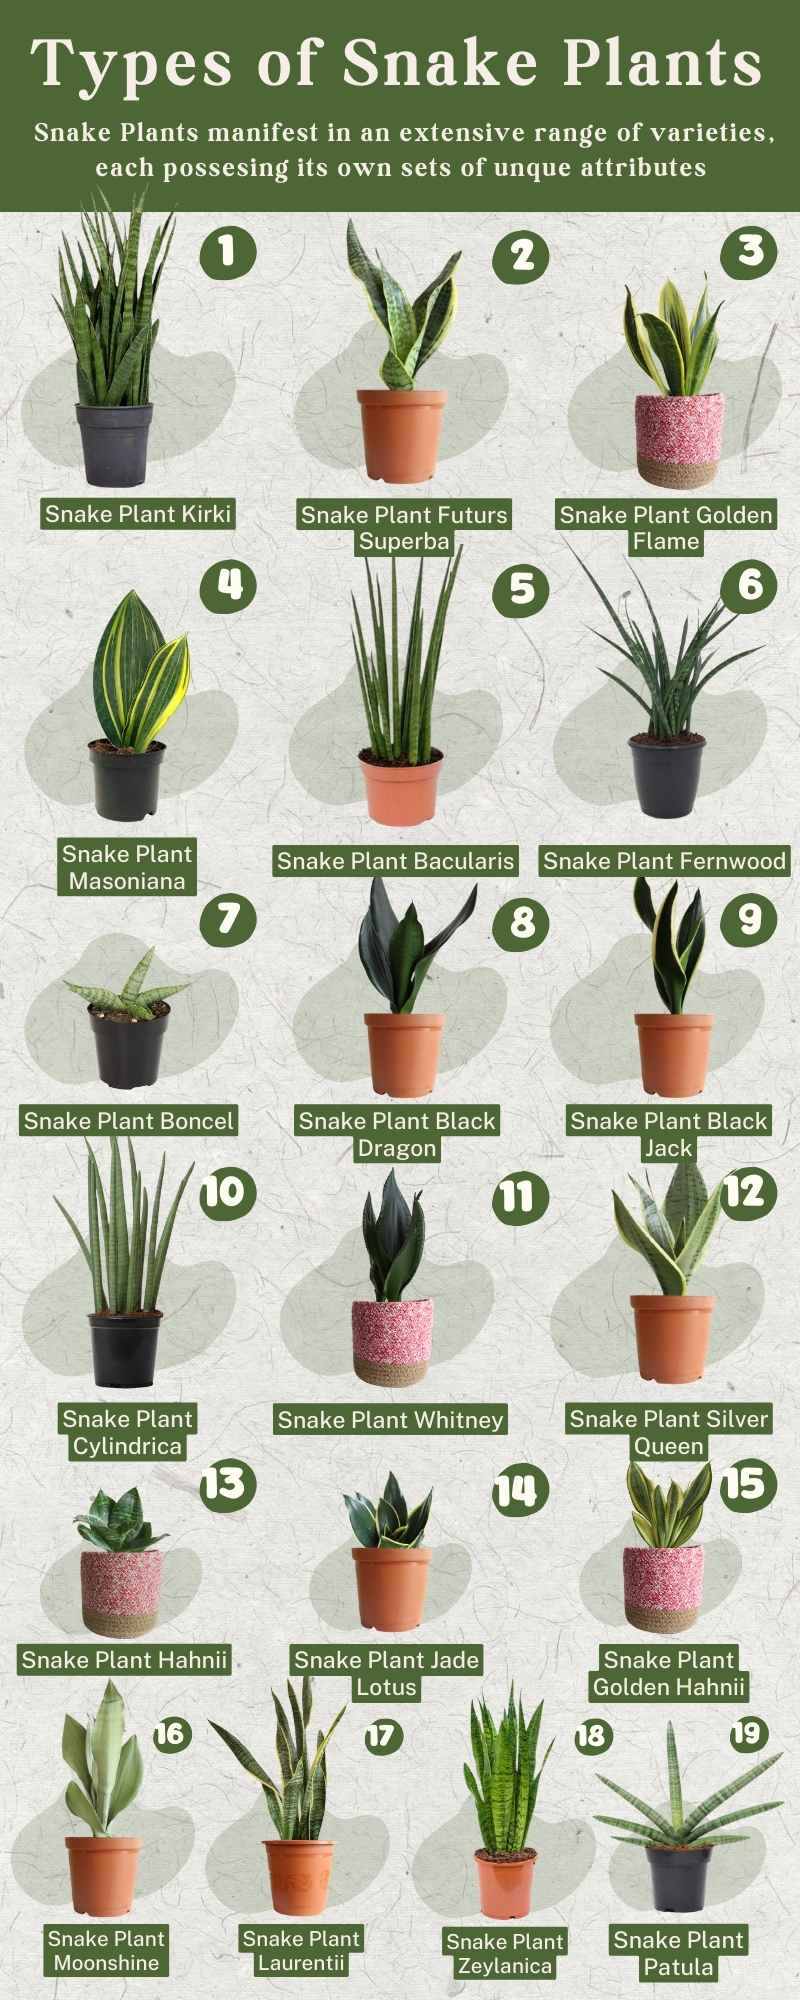 Types of Snake Plants
Snake Plants manifest in an extensive range of varieties,
each possesing its own sets of unque attributes
1
2
3
Snake Plant Kirki
Snake Plant Futurs
Superba
Snake Plant Golden
Flame
4
5
6
Snake Plant
Masoniana
Snake Plant Bacularis
Snake Plant Fernwood
7
8
9
Snake Plant Boncel
Snake Plant Black
Dragon
Snake Plant Black
Jack
10
11
12
Snake Plant
Cylindrica
Snake Plant Whitney
Snake Plant Silver
Queen
13
14
15
Snake Plant Hahnii
Snake Plant Jade
Lotus
Snake Plant
Golden Hahnii
16
17
18
19
Snake Plant
Moonshine
Snake Plant
Laurentii
Snake Plant
Zeylanica
Snake Plant
Patula